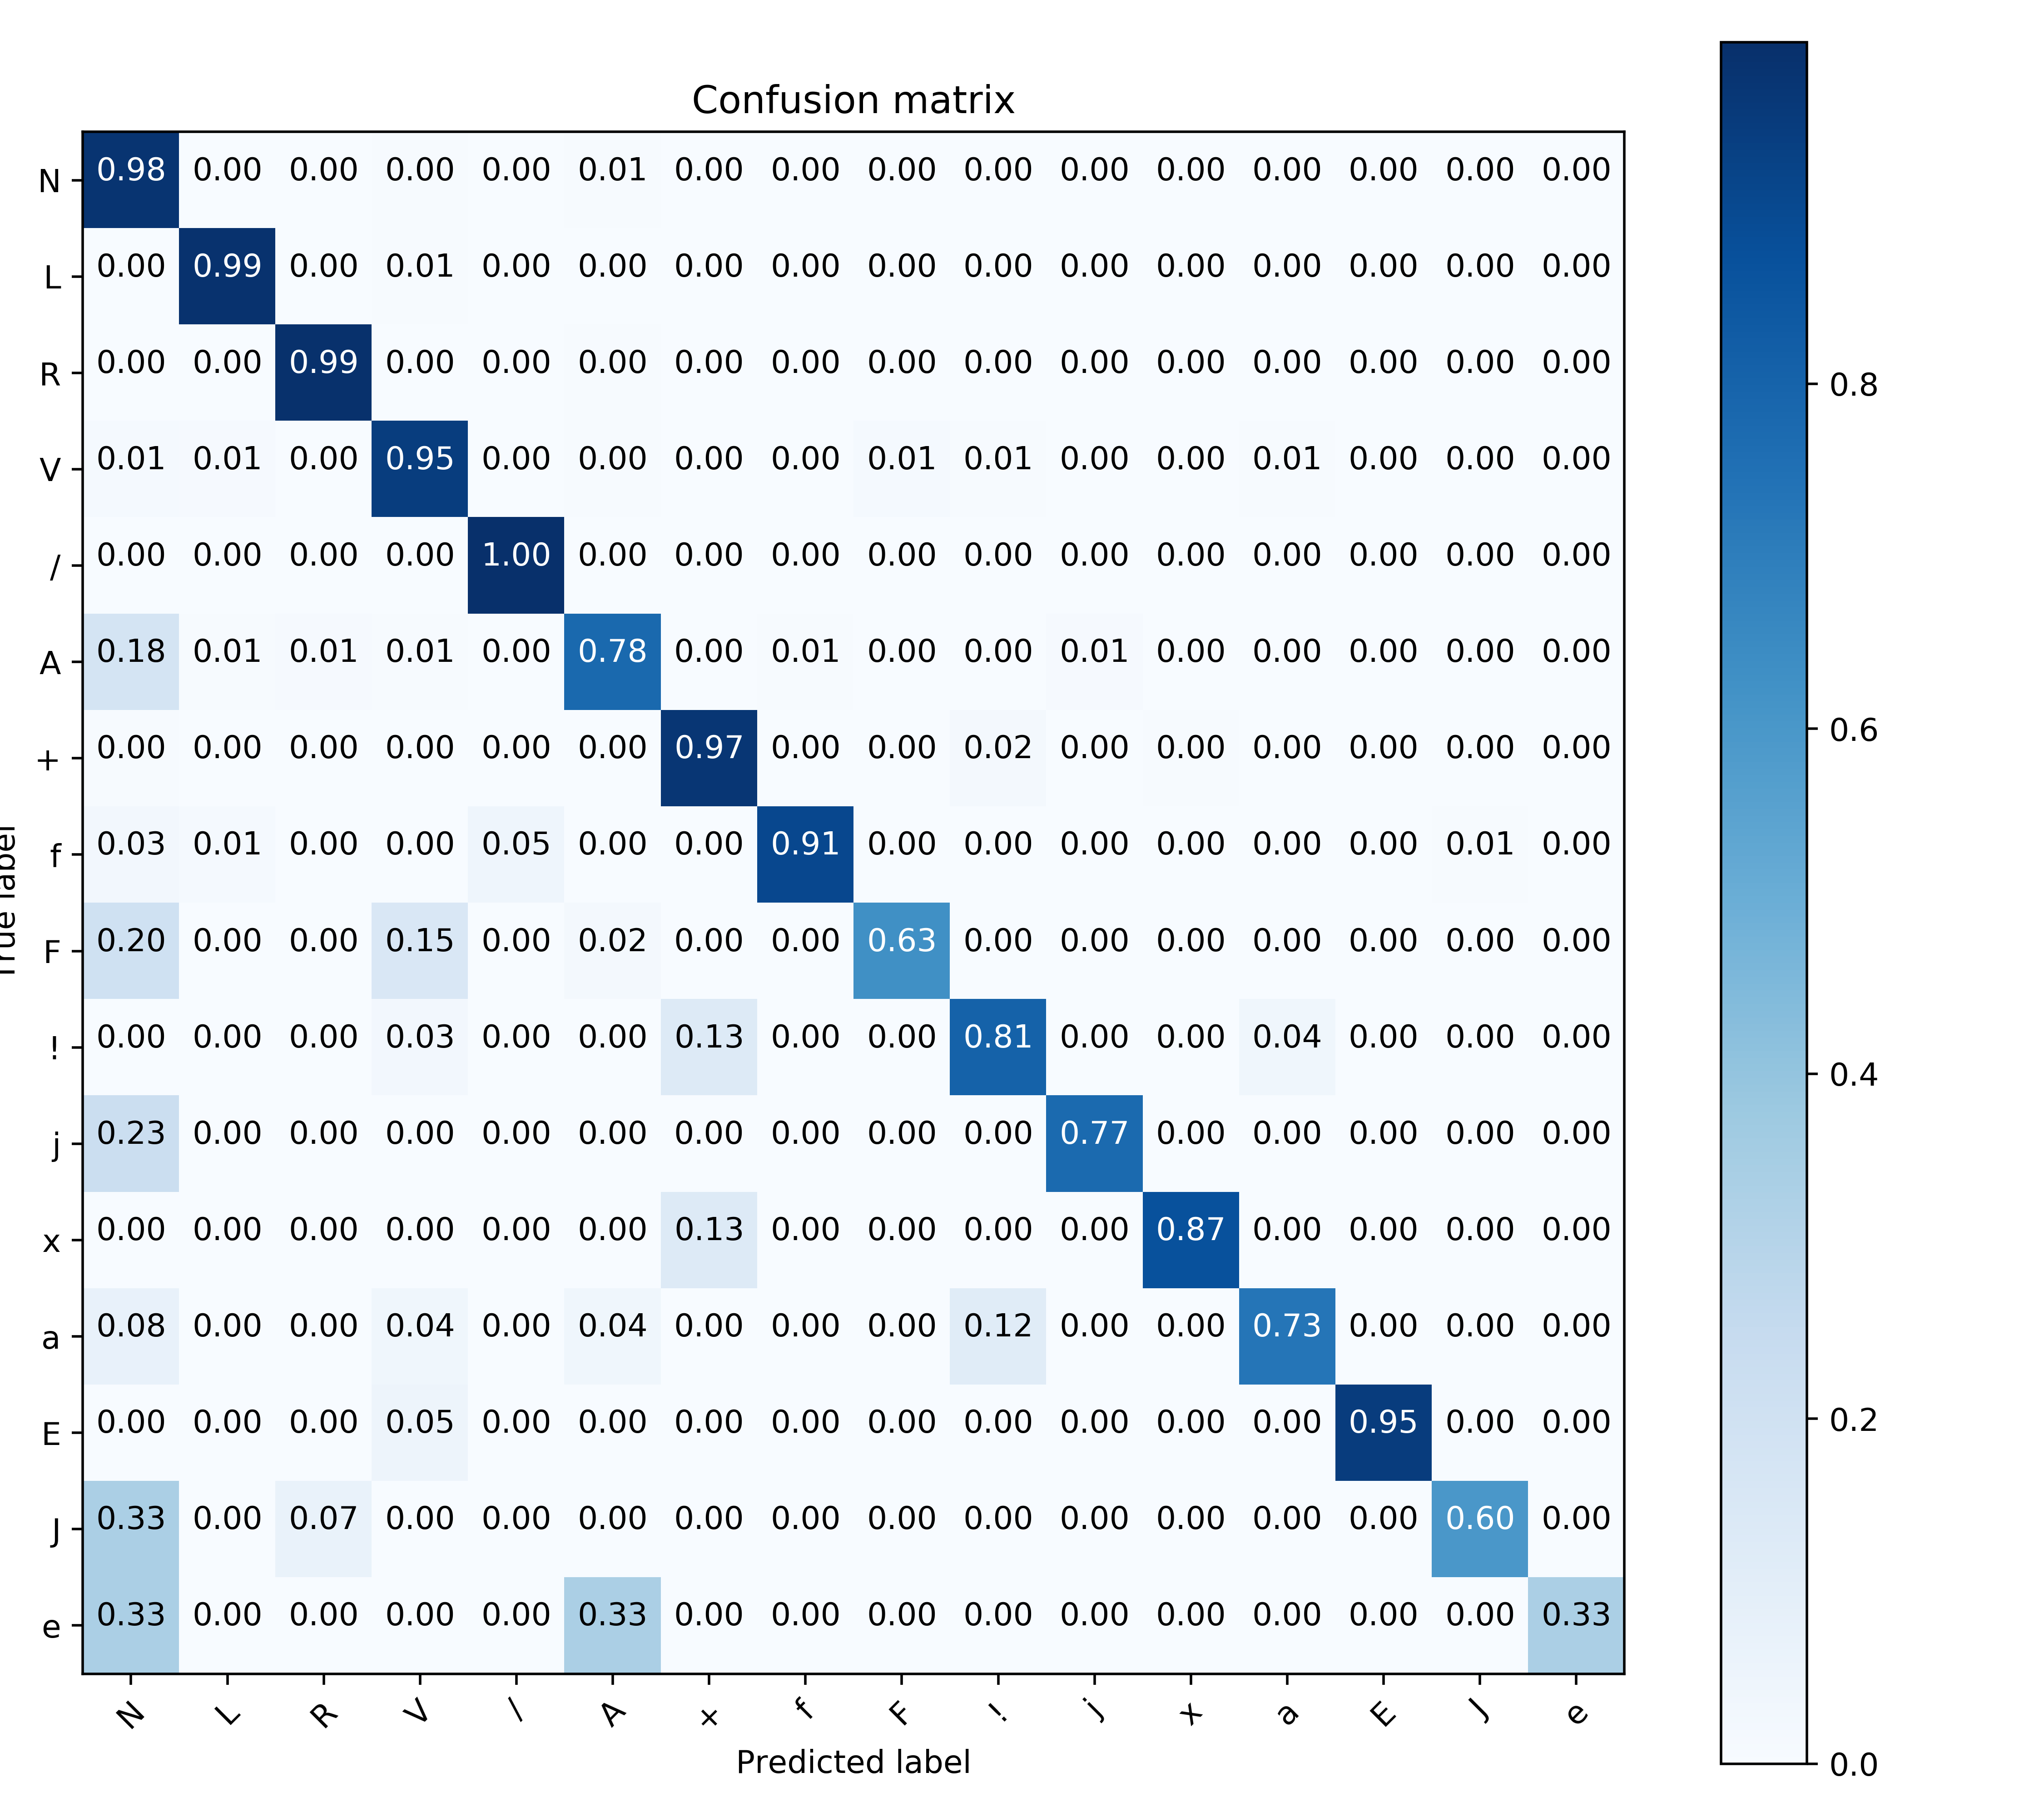 Confusion matrix
N 0.98 0.00 0.00 0.00 0.00 0.01 0.00 0.00 0.00 0.00 0.00 0.00 0.00 0.00 0.00 0.00
L 0.00 0.99 0.00 0.01 0.00 0.00 0.00 0.00 0.00 0.00 0.00 0.00 0.00 0.00 0.00 0.00
R 0.00 0.00 0.99 0.00 0.00 0.00 0.00 0.00 0.00 0.00 0.00 0.00 0.00 0.00 0.00 0.00
V 0.01 0.01 0.00 0.95 0.00 0.00 0.00 0.00 0.01 0.01 0.00 0.00 0.01 0.00 0.00 0.00
/ 0.00 0.00 0.00 0.00 1.00 0.00 0.00 0.00 0.00 0.00 0.00 0.00 0.00 0.00 0.00 0.00
A 0.18 0.01 0.01 0.01 0.00 0.78 0.00 0.01 0.00 0.00 0.01 0.00 0.00 0.00 0.00 0.00
+ 0.00 0.00 0.00 0.00 0.00 0.00 0.97 0.00 0.00 0.02 0.00 0.00 0.00 0.00 0.00 0.00
f 0.03 0.01 0.00 0.00 0.05 0.00 0.00 0.91 0.00 0.00 0.00 0.00 0.00 0.00 0.01 0.00
F 0.20 0.00 0.00 0.15 0.00 0.02 0.00 0.00 0.63 0.00 0.00 0.00 0.00 0.00 0.00 0.00
! 0.00 0.00 0.00 0.03 0.00 0.00 0.13 0.00 0.00 0.81 0.00 0.00 0.04 0.00 0.00 0.00
j 0.23 0.00 0.00 0.00 0.00 0.00 0.00 0.00 0.00 0.00 0.77 0.00 0.00 0.00 0.00 0.00
x 0.00 0.00 0.00 0.00 0.00 0.00 0.13 0.00 0.00 0.00 0.00 0.87 0.00 0.00 0.00 0.00
a 0.08 0.00 0.00 0.04 0.00 0.04 0.00 0.00 0.00 0.12 0.00 0.00 0.73 0.00 0.00 0.00
E 0.00 0.00 0.00 0.05 0.00 0.00 0.00 0.00 0.00 0.00 0.00 0.00 0.00 0.95 0.00 0.00
J 0.33 0.00 0.07 0.00 0.00 0.00 0.00 0.00 0.00 0.00 0.00 0.00 0.00 0.00 0.60 0.00
e 0.33 0.00 0.00 0.00 0.00 0.33 0.00 0.00 0.00 0.00 0.00 0.00 0.00 0.00 0.00 0.33
N L R V / A + f F ! j x a E J e
Predicted label
True label
0.8
0.6
0.4
0.2
0.0